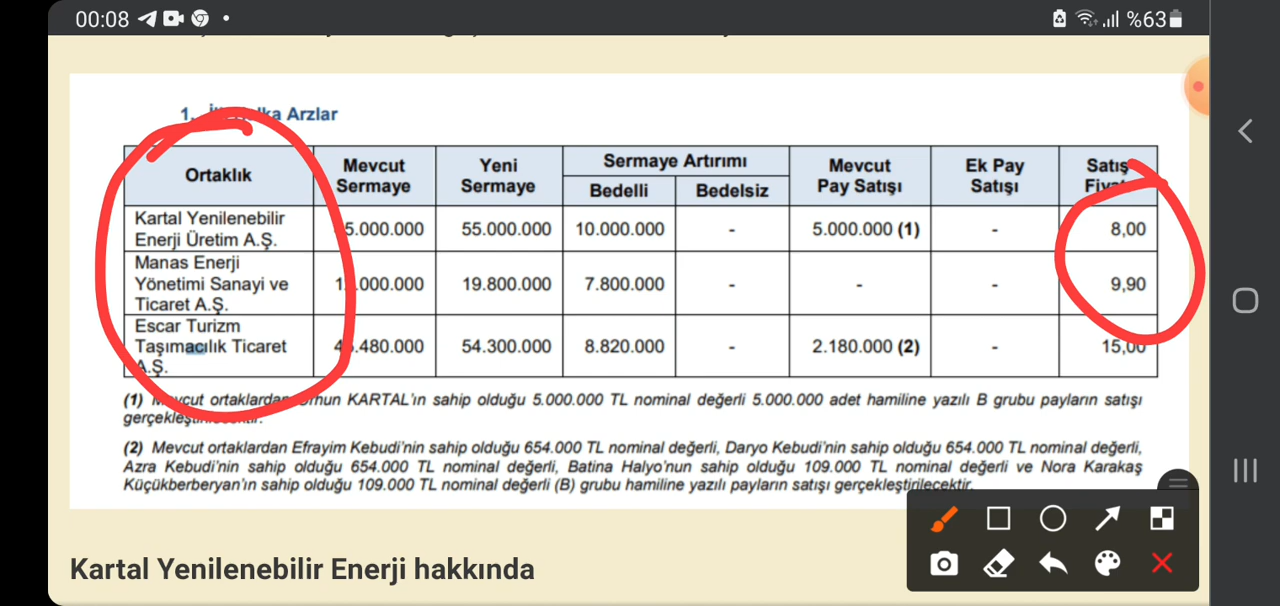 00:08
%63
1. Halka Arzlar
Ortaklık
Mevcut Sermaye
Yeni Sermaye
Sermaye Artırımı
Bedelli
Bedelsiz
Mevcut Pay Satışı
Ek Pay Satışı
Satış
Kartal Yenilenebilir Enerji Üretim A.Ş.
5.000.000
55.000.000
10.000.000
-
5.000.000 (1)
-
8,00
Manas Enerji Yönetimi Sanayi ve Ticaret A.Ş.
.000.000
19.800.000
7.800.000
-
-
-
9,90
Escar Turizm Taşımacılık Ticaret A.Ş.
.480.000
54.300.000
8.820.000
-
2.180.000 (2)
-
15,00
(1) Mevcut ortaklardan KARTAL'ın sahip olduğu 5.000.000 TL nominal değerli 5.000.000 adet hamiline yazılı B grubu payların satışı
(2) Mevcut ortaklardan Efrayim Kebudi'nin sahip olduğu 654.000 TL nominal değerli, Daryo Kebudi'nin sahip olduğu 654.000 TL nominal değerli,
Azra Kebudi'nin sahip olduğu 654.000 TL nominal değerli, Batina Halyo'nun sahip olduğu 109.000 TL nominal değerli ve Nora Karakaş
Küçükberberyan'ın sahip olduğu 109.000 TL nominal değerli (B) grubu hamiline yazılı payların satışı gerçekleştirilecektir.
Kartal Yenilenebilir Enerji hakkında